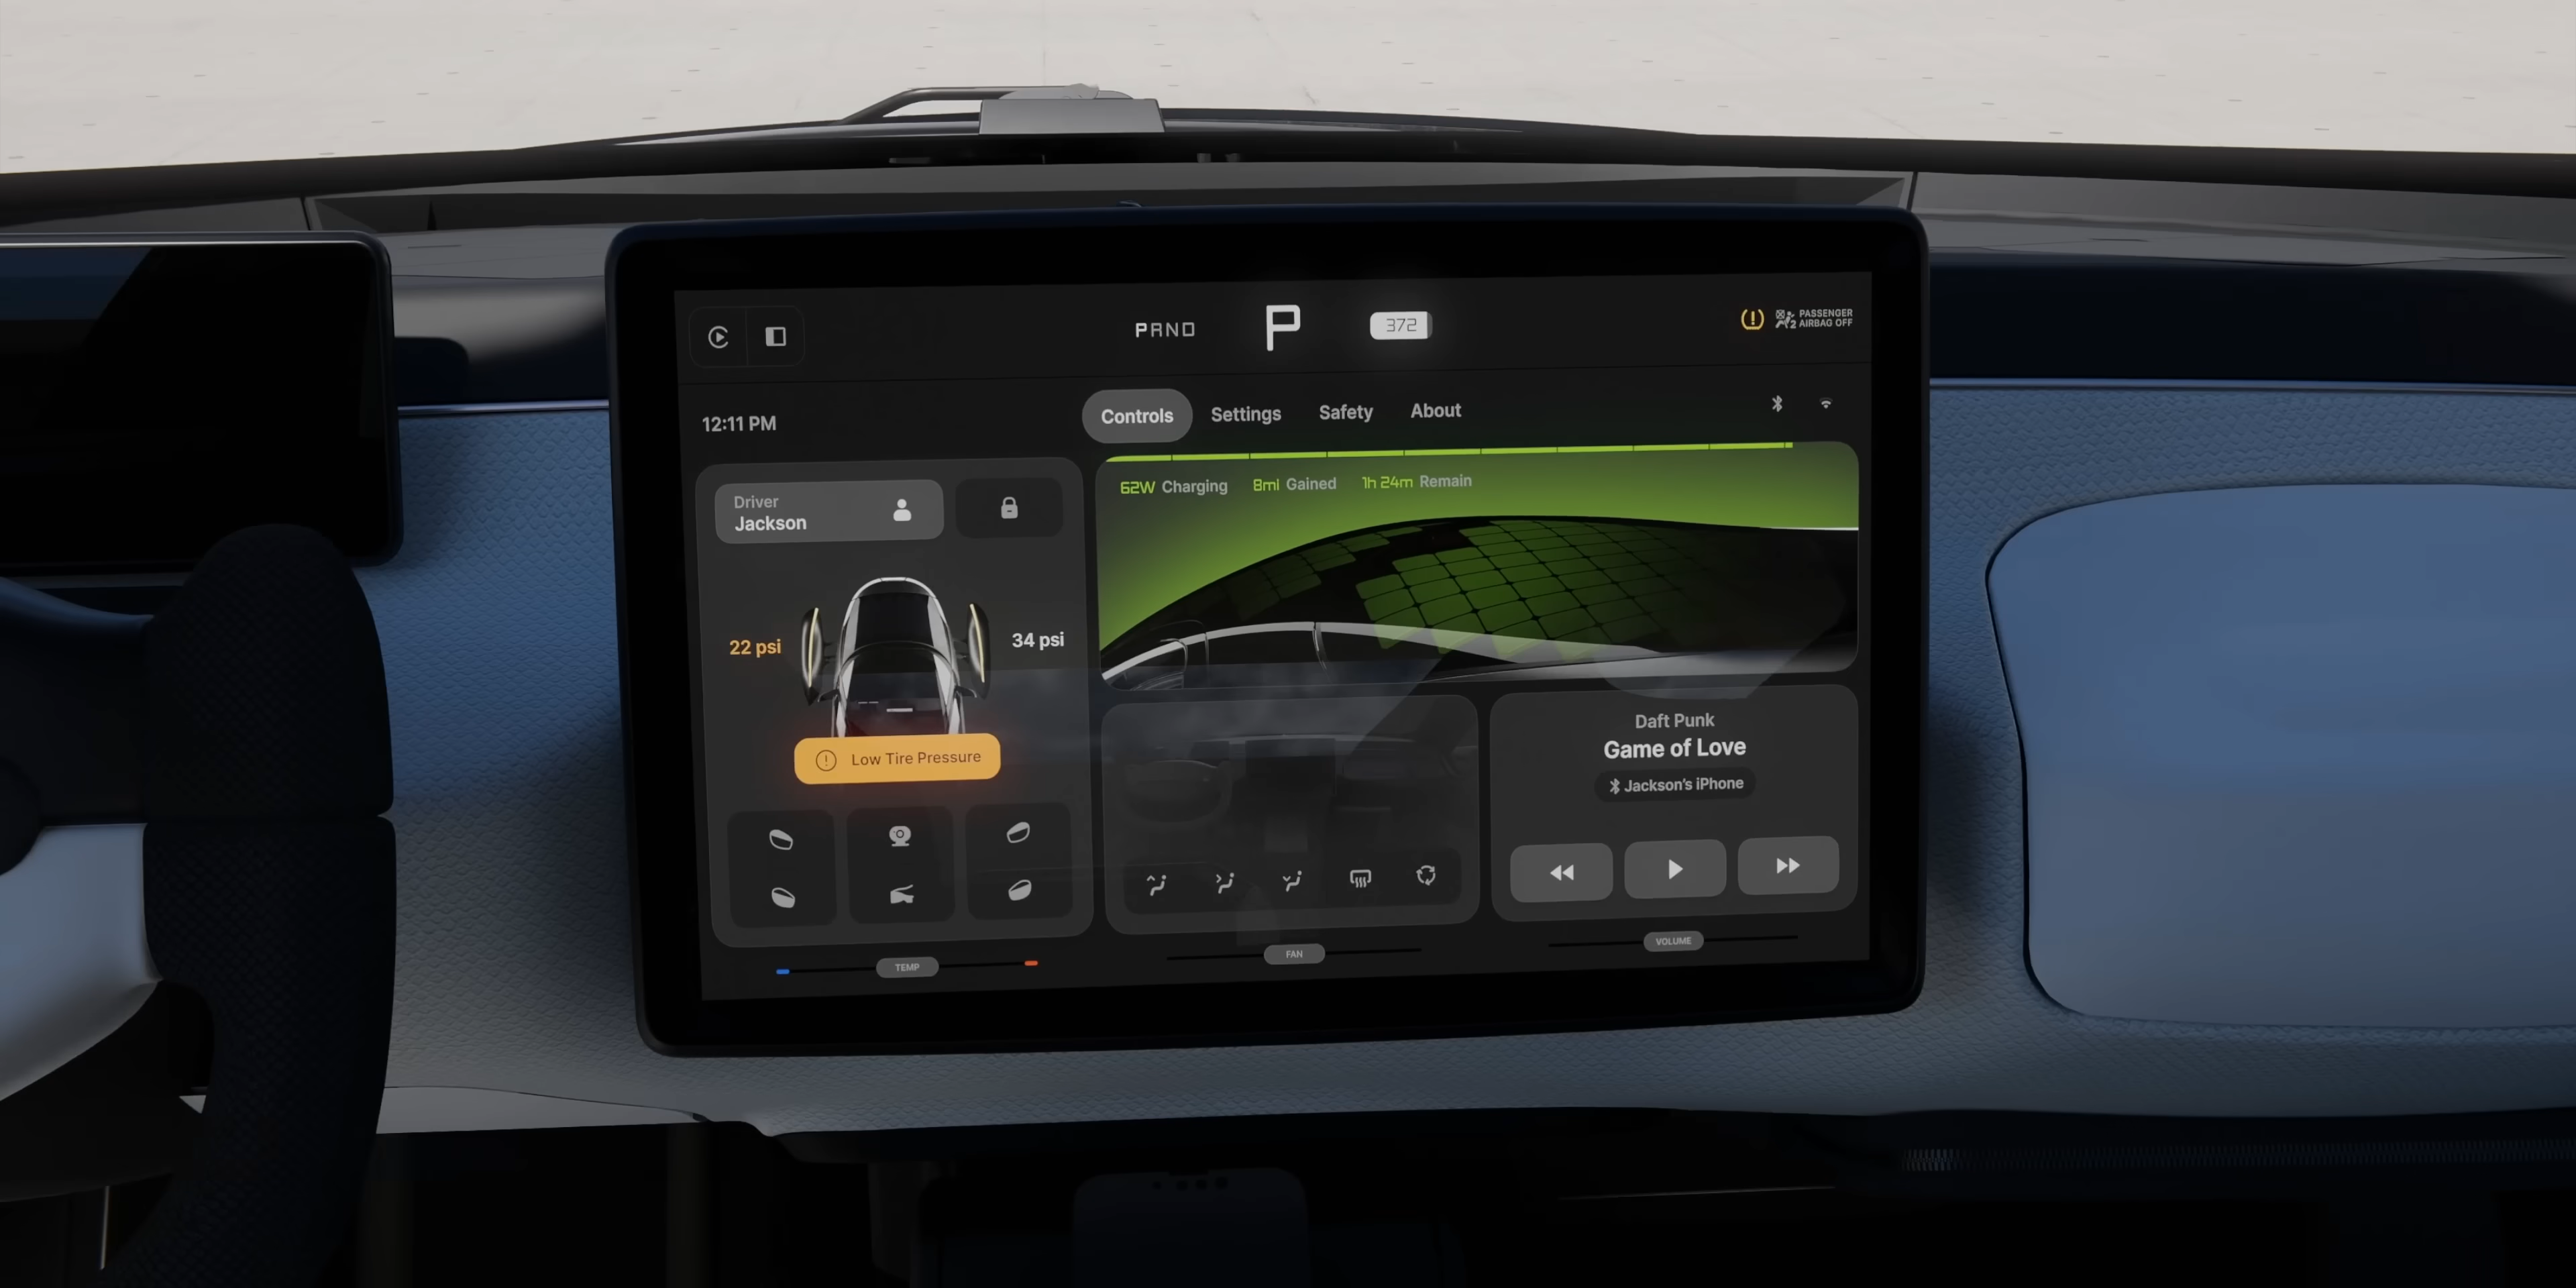 PRND
P
372
PASSENGER
AIRBAG OFF
12:11 PM
Controls
Settings
Safety
About
Driver
Jackson
62W Charging
8mi Gained
1h 24m Remain
22 psi
34 psi
Low Tire Pressure
Daft Punk
Game of Love
Jackson's iPhone
TEMP
FAN
VOLUME